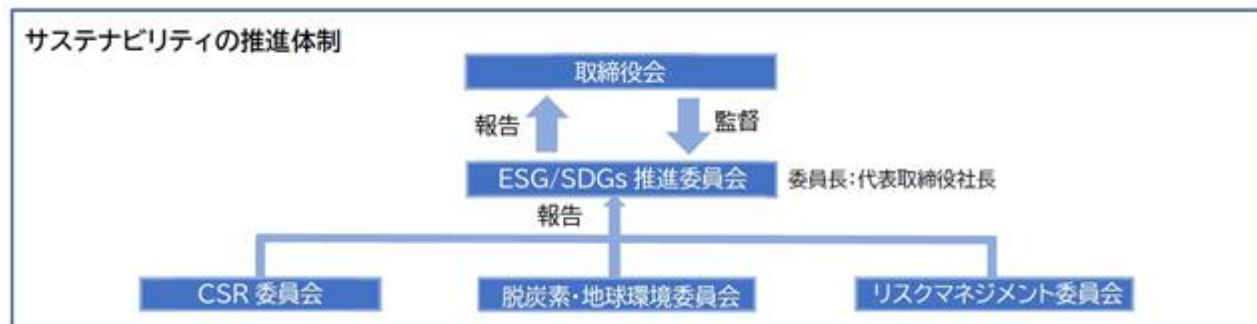 サステナビリティの推進体制
取締役会
報告
監督
ESG/SDGs 推進委員会
委員長：代表取締役社長
報告
CSR 委員会
脱炭素・地球環境委員会
リスクマネジメント委員会